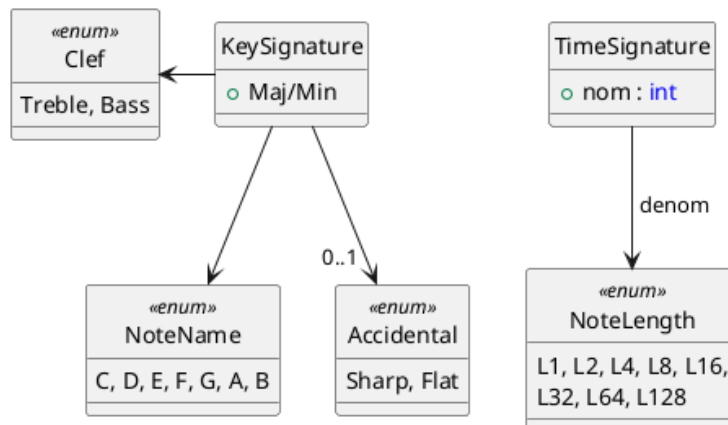 «enum»
Clef
Treble, Bass
KeySignature
Maj/Min
TimeSignature
nom : int
denom
0..1
«enum»
NoteName
C, D, E, F, G, A, B
«enum»
Accidental
Sharp, Flat
«enum»
NoteLength
L1, L2, L4, L8, L16,
L32, L64, L128